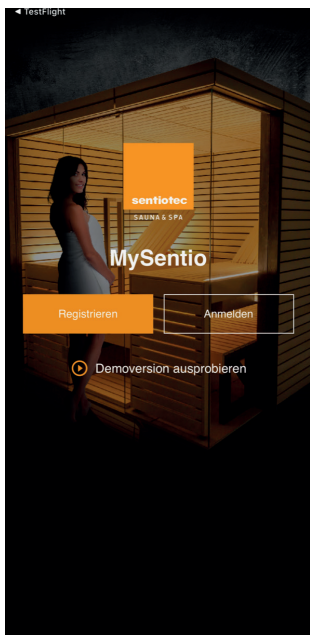 ◄ TestFlight
sentiotec
SAUNA & SPA
MySentio
Registrieren
Anmelden
Demoversion ausprobieren